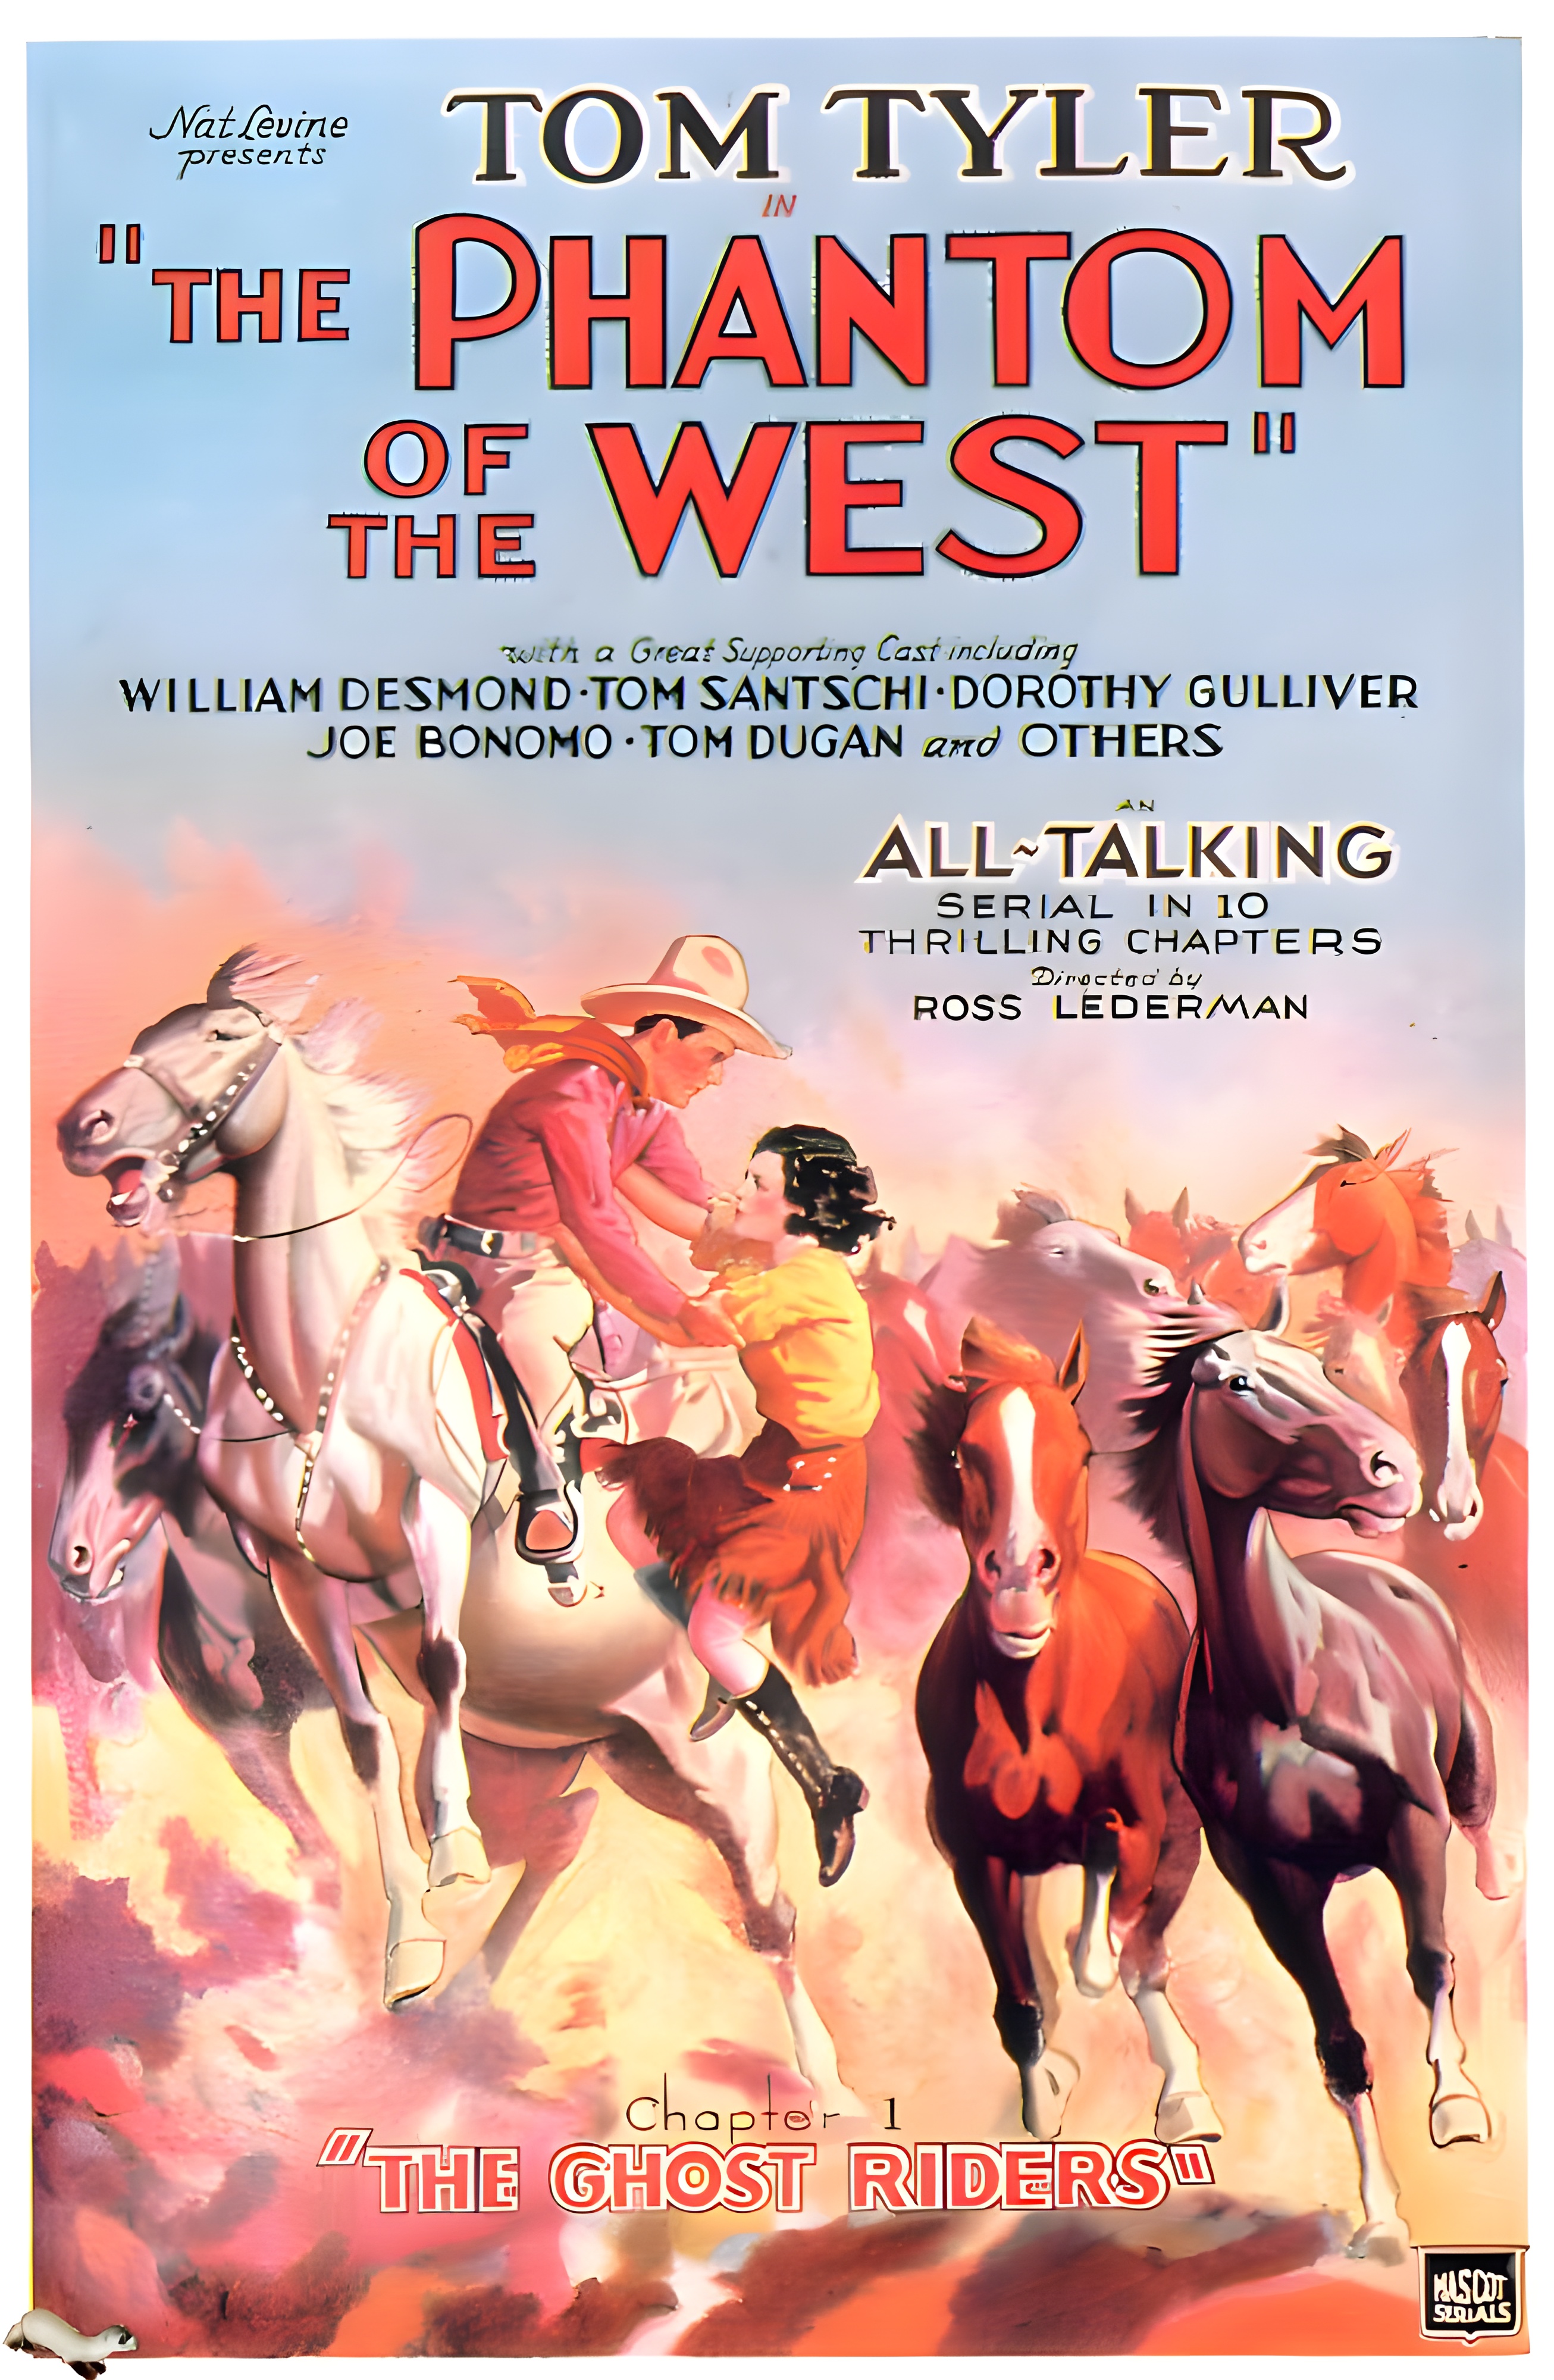 Nat Levine
presents
TOM TYLER
IN
"THE PHANTOM
OF
THE WEST"
with a Great Supporting Cast including
WILLIAM DESMOND·TOM SANTSCHI·DOROTHY GULLIVER
JOE BONOMO·TOM DUGAN and OTHERS
AN
ALL~TALKING
SERIAL IN 10
THRILLING CHAPTERS
Directed by
ROSS LEDERMAN
Chapter 1
"THE GHOST RIDERS"
MASCOT
SERIALS